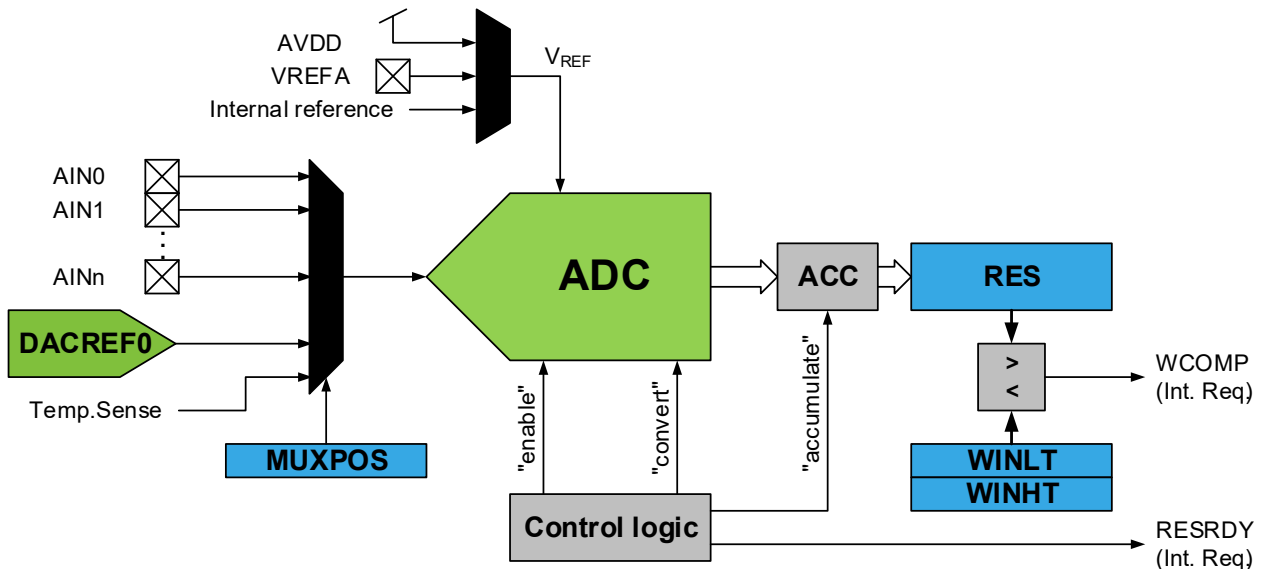 AVDD
VREFA
Internal reference
VREF
AIN0
AIN1
AINn
DACREF0
Temp.Sense
MUXPOS
ADC
ACC
RES
>
<
WCOMP
(Int. Req)
WINLT
WINHT
"enable"
"convert"
"accumulate"
Control logic
RESRDY
(Int. Req)